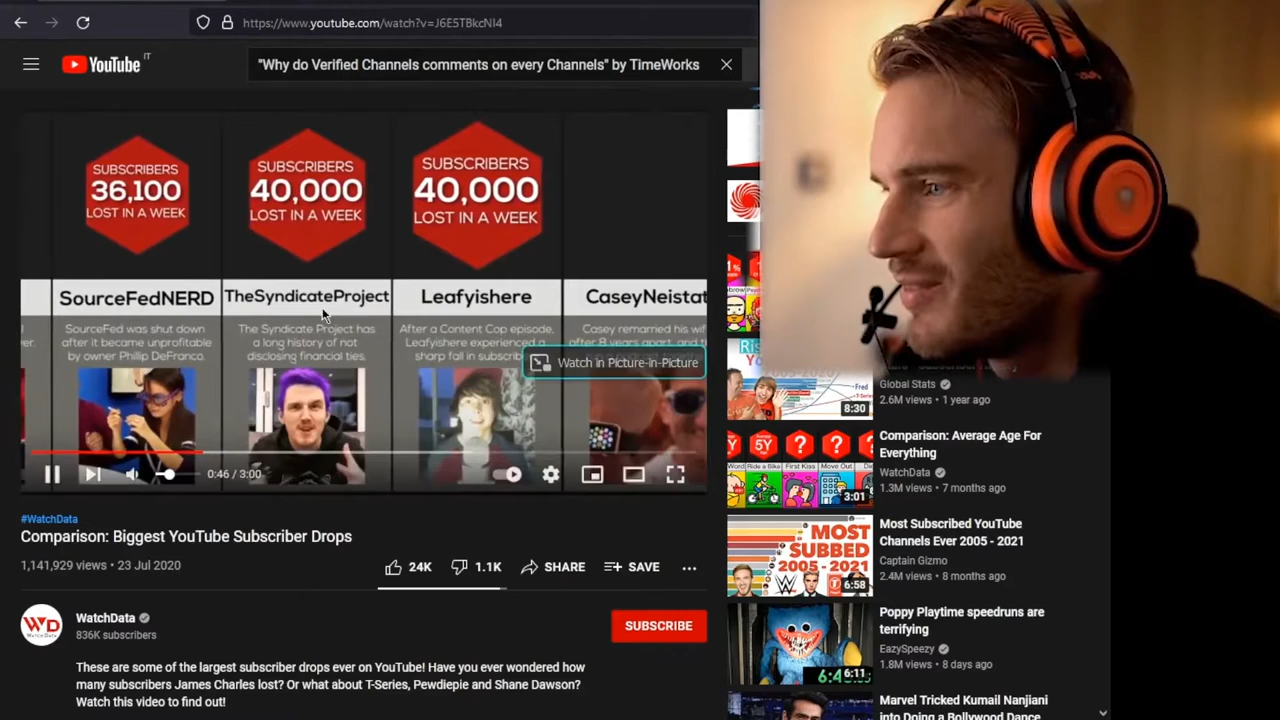 https://www.youtube.com/watch?v=J6E5TBkcNI4
YouTube IT
"Why do Verified Channels comments on every Channels" by TimeWorks
SUBSCRIBERS
36,100
LOST IN A WEEK
SUBSCRIBERS
40,000
LOST IN A WEEK
SUBSCRIBERS
40,000
LOST IN A WEEK
SourceFedNERD
SourceFed was shut down
after it became unprofitable
by owner Phillip DeFranco.
TheSyndicateProject
The Syndicate Project has
a long history of not
disclosing financial ties.
Leafyishere
After a Content Cop episode,
Leafyishere experienced a
sharp fall in subscrib
CaseyNeistat
Casey remarried his wif
after 8 years apart, and t
Watch in Picture-in-Picture
0:46 / 3:00
#WatchData
Comparison: Biggest YouTube Subscriber Drops
1,141,929 views • 23 Jul 2020
24K
1.1K
SHARE
SAVE
WD
WatchData
836K subscribers
SUBSCRIBE
These are some of the largest subscriber drops ever on YouTube! Have you ever wondered how
many subscribers James Charles lost? Or what about T-Series, Pewdiepie and Shane Dawson?
Watch this video to find out!
Fred
8:30
Global Stats
2.6M views • 1 year ago
5Y
Ride a Bike
First Kiss
Move Out
3:01
Comparison: Average Age For
Everything
WatchData
1.3M views • 7 months ago
MOST
SUBBED
2005 - 2021
6:58
Most Subscribed YouTube
Channels Ever 2005 - 2021
Captain Gizmo
2.4M views • 8 months ago
6:11
Poppy Playtime speedruns are
terrifying
EazySpeezy
1.8M views • 8 days ago
Marvel Tricked Kumail Nanjiani
into Doing a Bollywood Dance